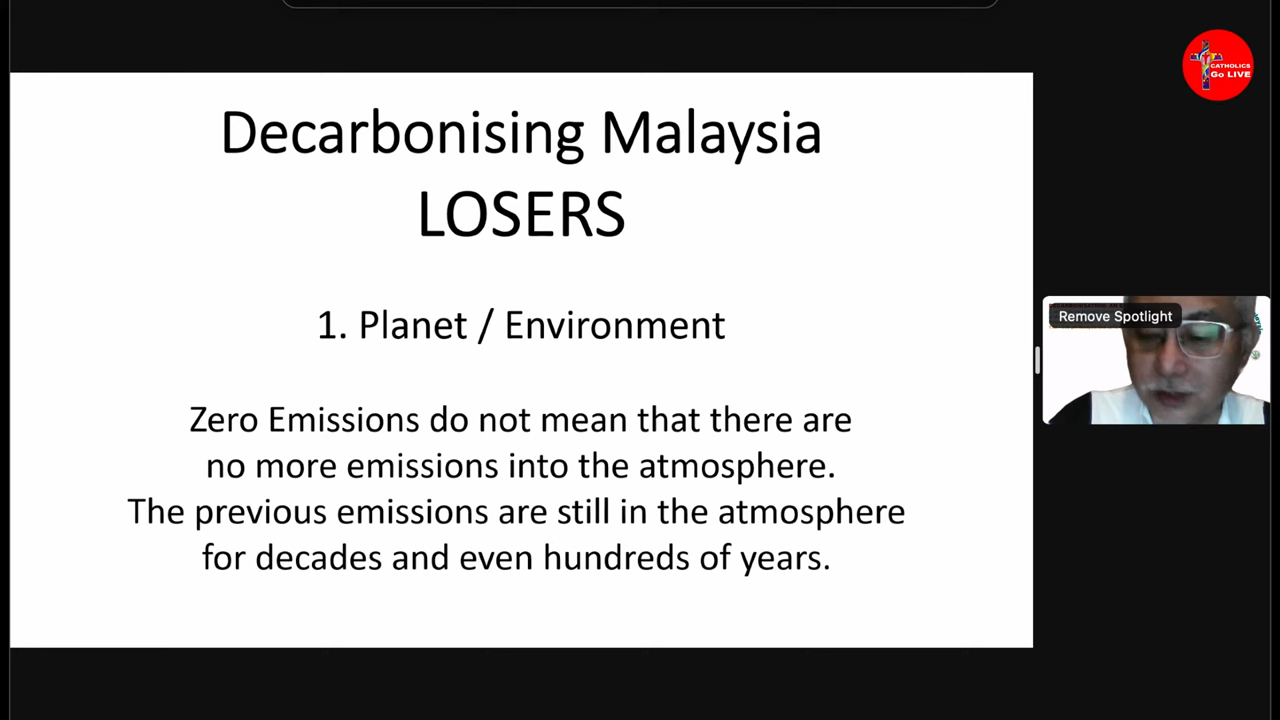 CATHOLICS
Go LIVE
Decarbonising Malaysia
LOSERS
1. Planet / Environment
Zero Emissions do not mean that there are
no more emissions into the atmosphere.
The previous emissions are still in the atmosphere
for decades and even hundreds of years.
Remove Spotlight